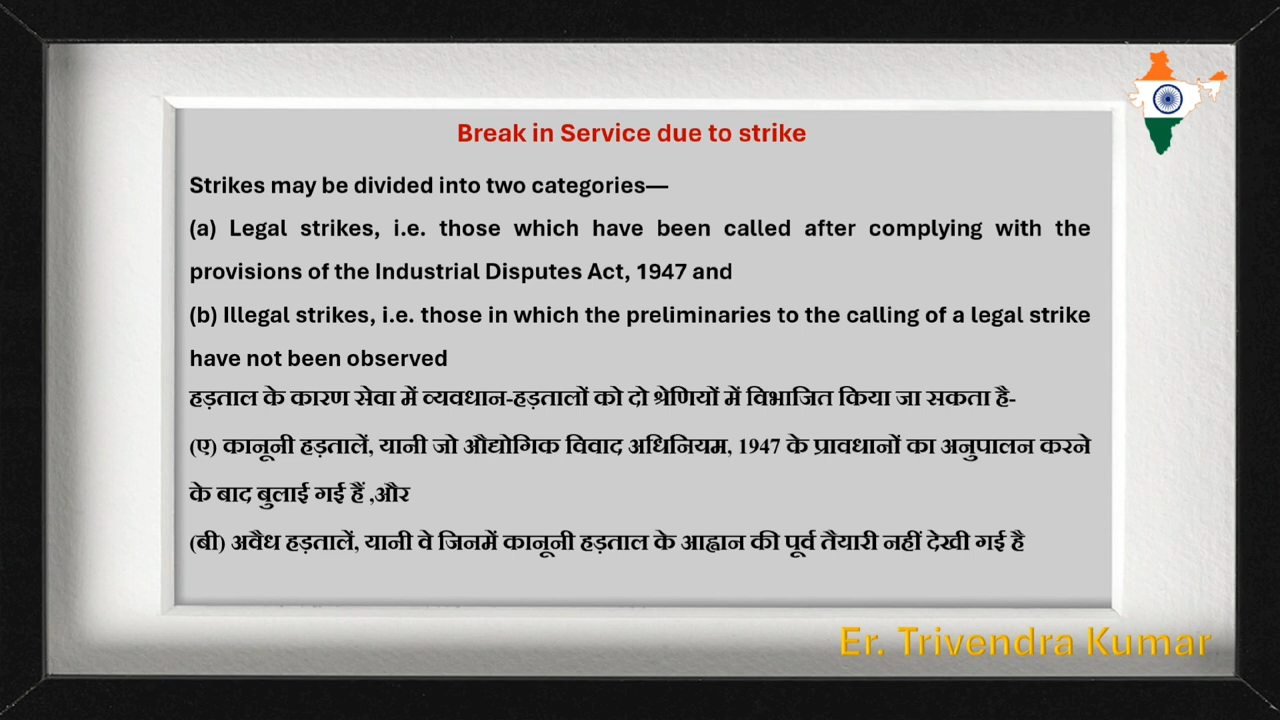 Break in Service due to strike
Strikes may be divided into two categories—
(a) Legal strikes, i.e. those which have been called after complying with the
provisions of the Industrial Disputes Act, 1947 and
(b) Illegal strikes, i.e. those in which the preliminaries to the calling of a legal strike
have not been observed
हड़ताल के कारण सेवा में व्यवधान-हड़तालों को दो श्रेणियों में विभाजित किया जा सकता है-
(ए) कानूनी हड़तालें, यानी जो औद्योगिक विवाद अधिनियम, 1947 के प्रावधानों का अनुपालन करने
के बाद बुलाई गई हैं ,और
(बी) अवैध हड़तालें, यानी वे जिनमें कानूनी हड़ताल के आह्वान की पूर्व तैयारी नहीं देखी गई है
Er. Trivendra Kumar